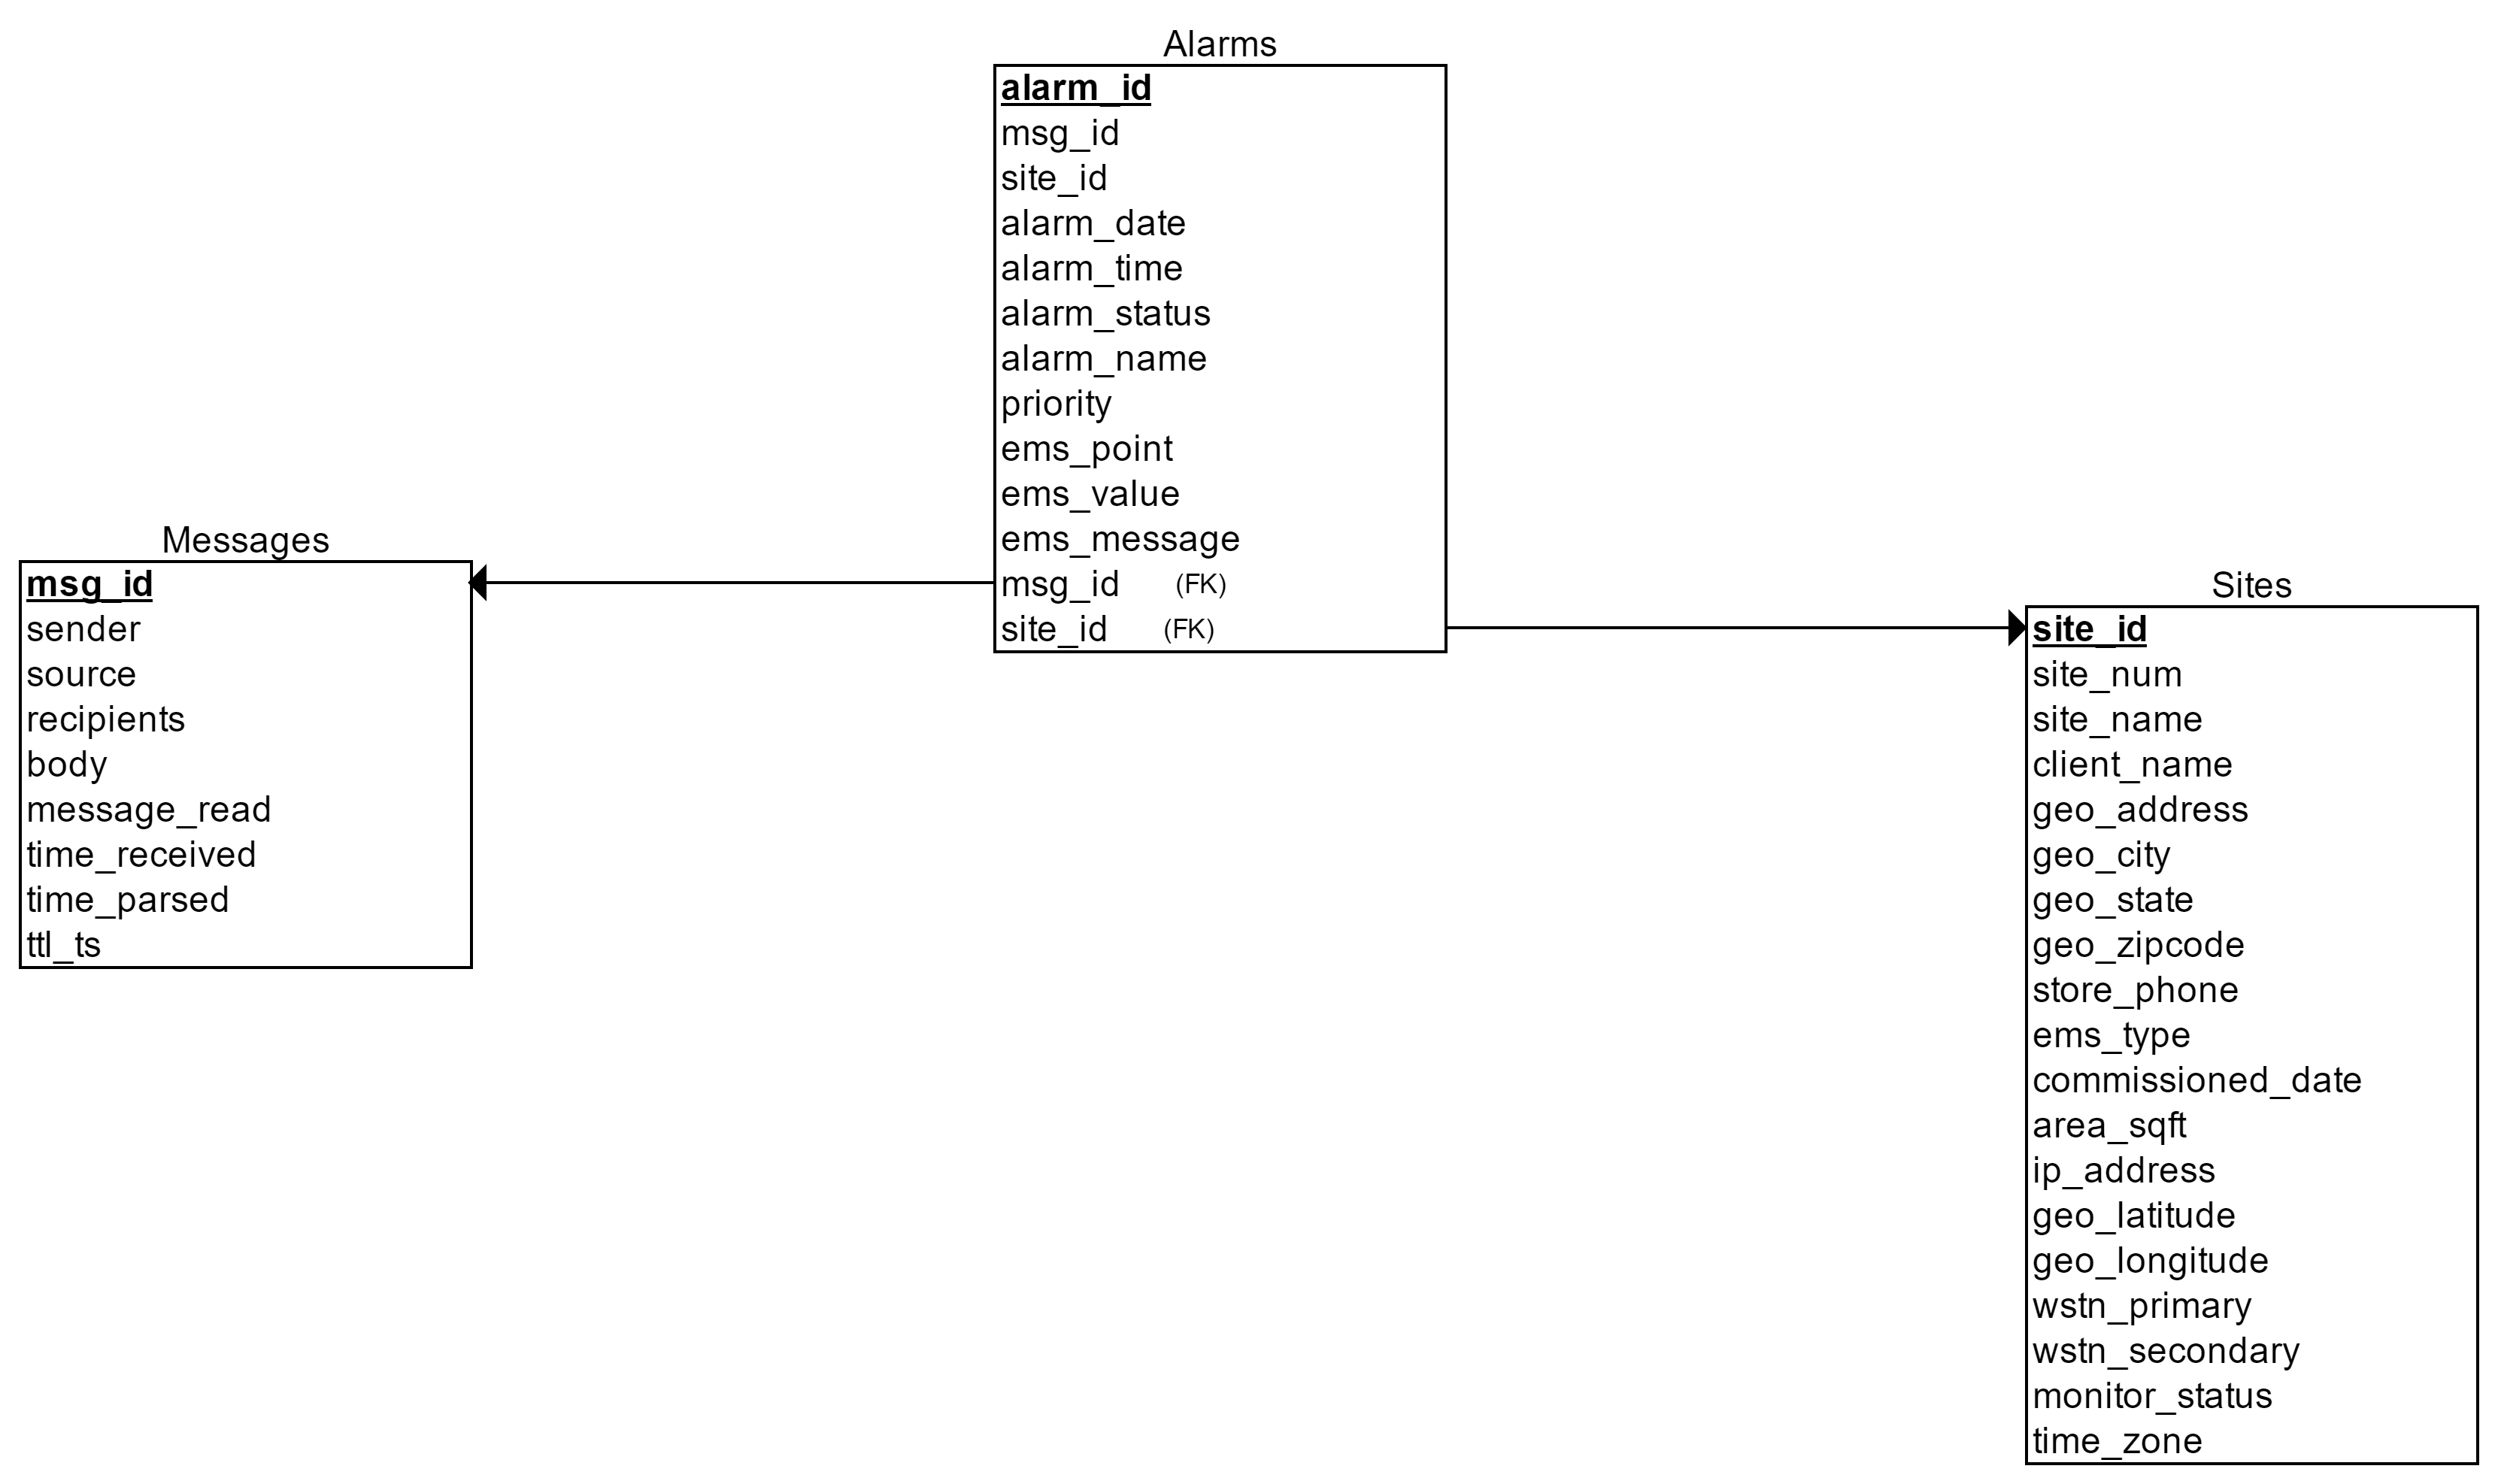 Alarms
alarm_id
msg_id
site_id
alarm_date
alarm_time
alarm_status
alarm_name
priority
ems_point
ems_value
ems_message
msg_id (FK)
site_id (FK)
Messages
msg_id
sender
source
recipients
body
message_read
time_received
time_parsed
ttl_ts
Sites
site_id
site_num
site_name
client_name
geo_address
geo_city
geo_state
geo_zipcode
store_phone
ems_type
commissioned_date
area_sqft
ip_address
geo_latitude
geo_longitude
wstn_primary
wstn_secondary
monitor_status
time_zone